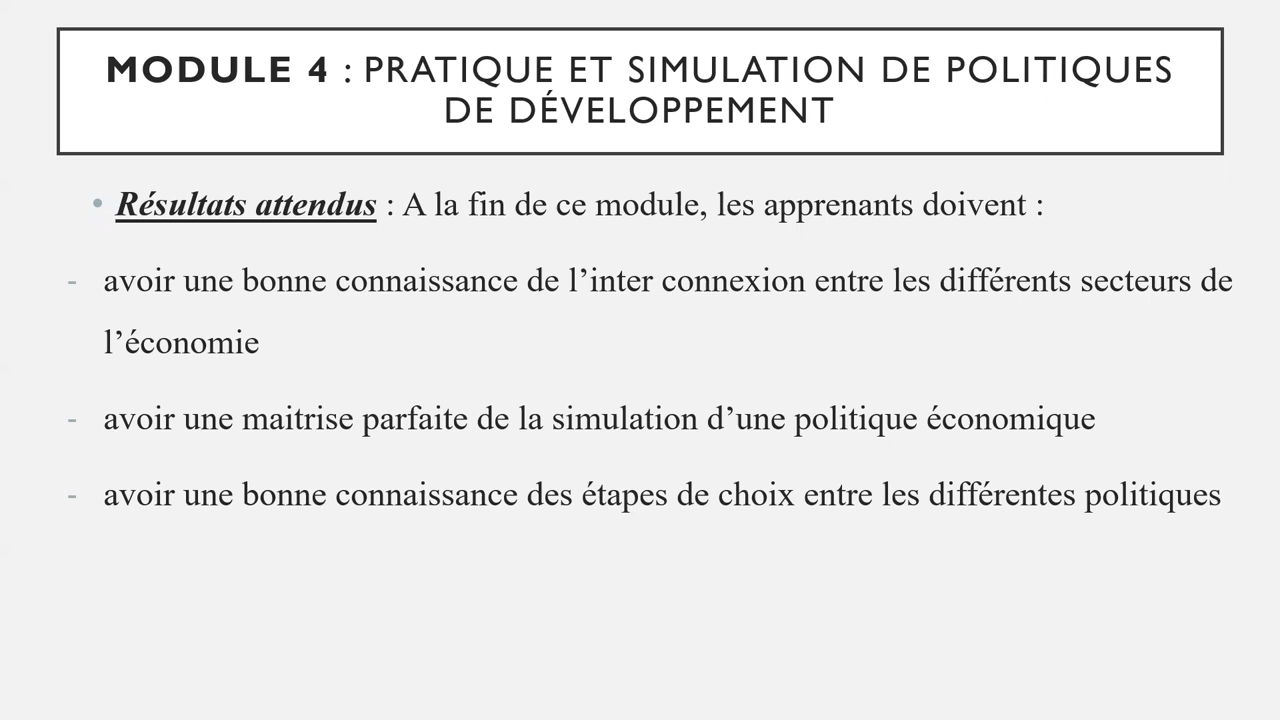 MODULE 4 : PRATIQUE ET SIMULATION DE POLITIQUES
DE DÉVELOPPEMENT
• Résultats attendus : A la fin de ce module, les apprenants doivent :
- avoir une bonne connaissance de l’inter connexion entre les différents secteurs de
l’économie
- avoir une maitrise parfaite de la simulation d’une politique économique
- avoir une bonne connaissance des étapes de choix entre les différentes politiques